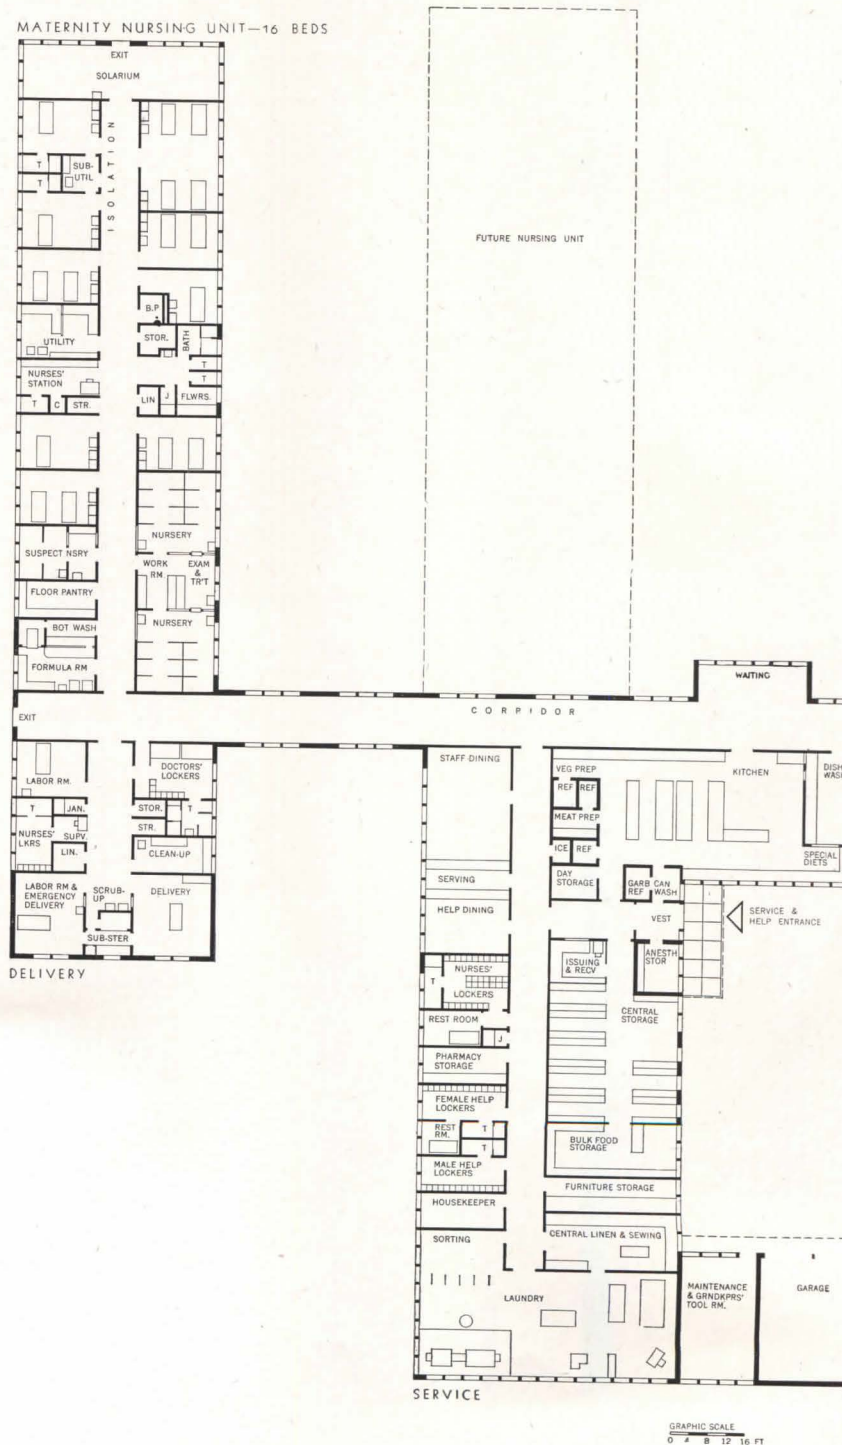 MATERNITY NURSING UNIT—16 BEDS
EXIT
SOLARIUM
ISOLATION
T
SUB-
UTIL
T
FUTURE NURSING UNIT
B.P
STOR.
BATH
UTILITY
T
T
NURSES'
STATION
T
C
STR.
LIN
J
FLWRS.
NURSERY
SUSPECT NSRY
WORK
RM
EXAM
&
TR'T
FLOOR PANTRY
BOT WASH
NURSERY
FORMULA RM
WAITING
CORRIDOR
EXIT
LABOR RM.
DOCTORS'
LOCKERS
T
JAN.
STOR.
T
NURSES'
LKRS
SUPV.
STR.
LIN.
CLEAN-UP
LABOR RM &
EMERGENCY
DELIVERY
SCRUB-
UP
DELIVERY
SUB-STER
DELIVERY
STAFF DINING
VEG PREP
KITCHEN
DISH
WASH
REF
REF
MEAT PREP
ICE
REF
SPECIAL
DIETS
SERVING
DAY
STORAGE
GARB
REF
CAN
WASH
HELP DINING
VEST
SERVICE &
HELP ENTRANCE
ISSUING
& RECV
ANESTH
STOR
T
NURSES'
LOCKERS
CENTRAL
STORAGE
REST ROOM
J
PHARMACY
STORAGE
FEMALE HELP
LOCKERS
REST
RM.
T
T
BULK FOOD
STORAGE
MALE HELP
LOCKERS
FURNITURE STORAGE
HOUSEKEEPER
SORTING
CENTRAL LINEN & SEWING
LAUNDRY
MAINTENANCE
& GRNDKPRS'
TOOL RM.
GARAGE
SERVICE
GRAPHIC SCALE
0 4 8 12 16 FT